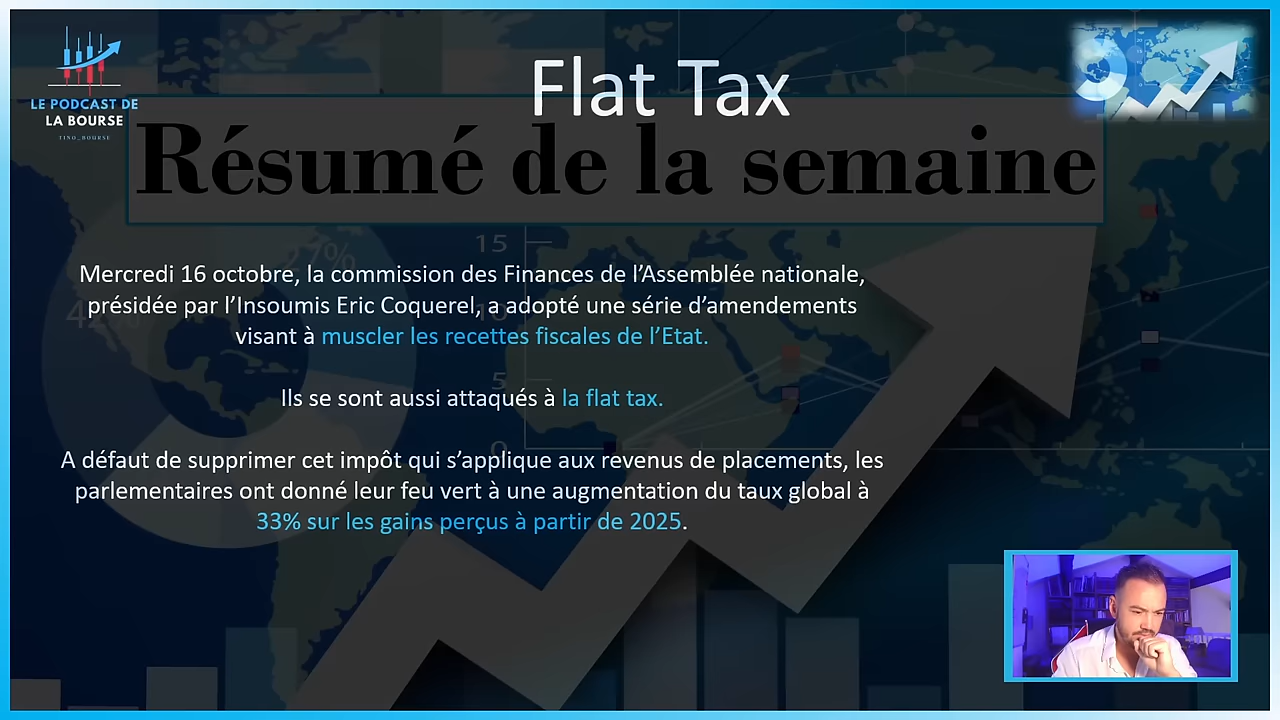 LE PODCAST DE
LA BOURSE
TINO_BOURSE
Flat Tax
Résumé de la semaine
15
Mercredi 16 octobre, la commission des Finances de l’Assemblée nationale,
présidée par l’Insoumis Eric Coquerel, a adopté une série d’amendements
visant à muscler les recettes fiscales de l’Etat.
5
Ils se sont aussi attaqués à la flat tax.
0
A défaut de supprimer cet impôt qui s’applique aux revenus de placements, les
parlementaires ont donné leur feu vert à une augmentation du taux global à
33% sur les gains perçus à partir de 2025.